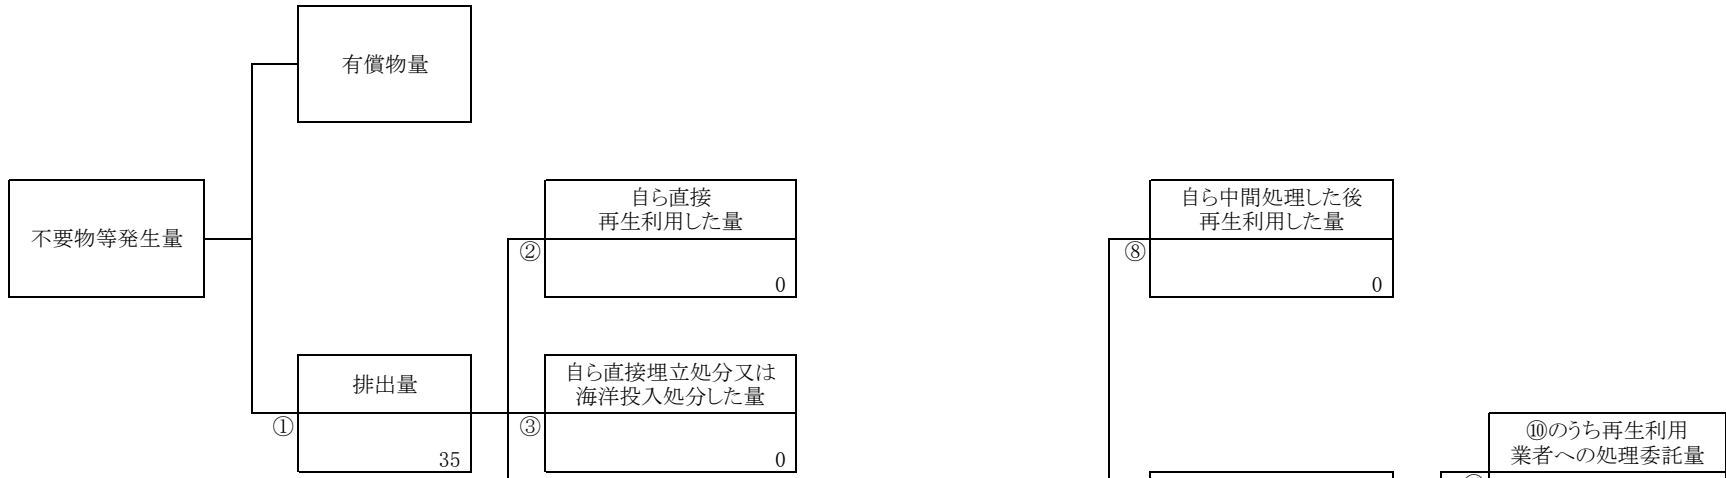 有償物量
不要物等発生量
自ら直接
再生利用した量
②
0
自ら中間処理した後
再生利用した量
⑧
0
排出量
①
35
自ら直接埋立処分又は
海洋投入処分した量
③
0
⑩のうち再生利用
業者への処理委託量